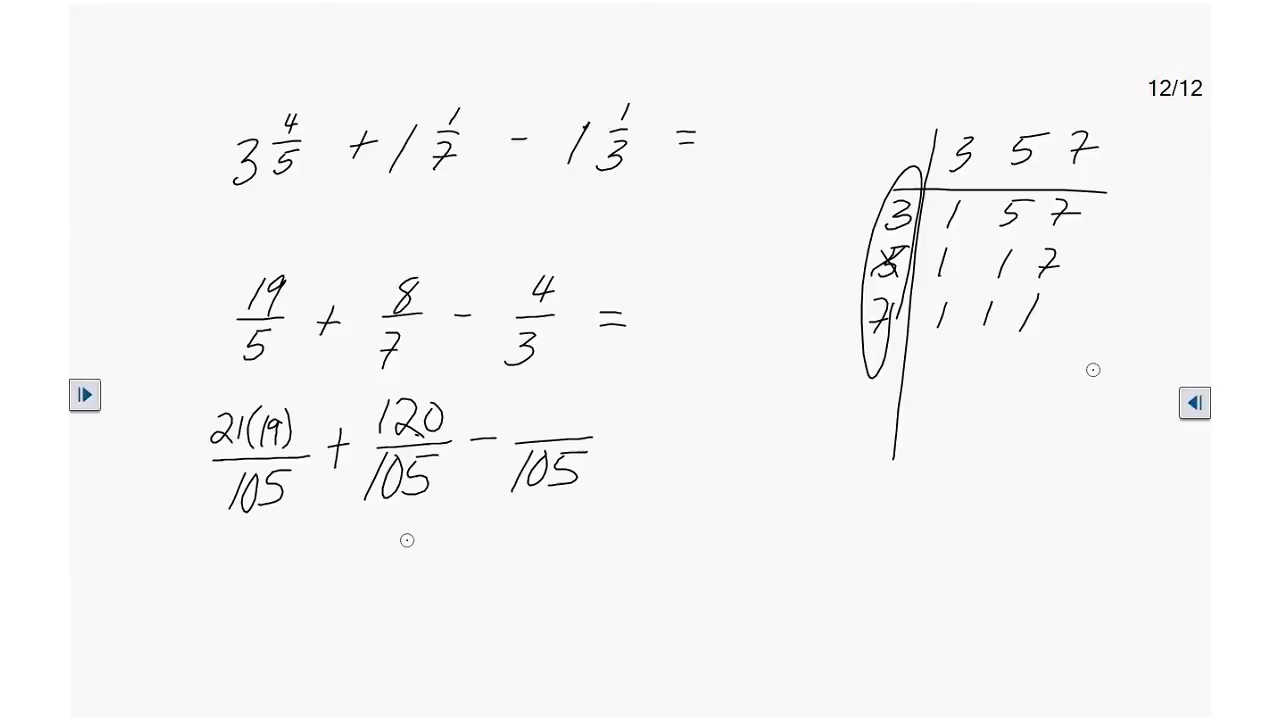 12/12
3 4/5 + 1 1/7 - 1 1/3 =
19/5 + 8/7 - 4/3 =
21(19)/105 + 120/105 - /105
3 5 7
3 1 5 7
5 1 1 7
7 1 1 1